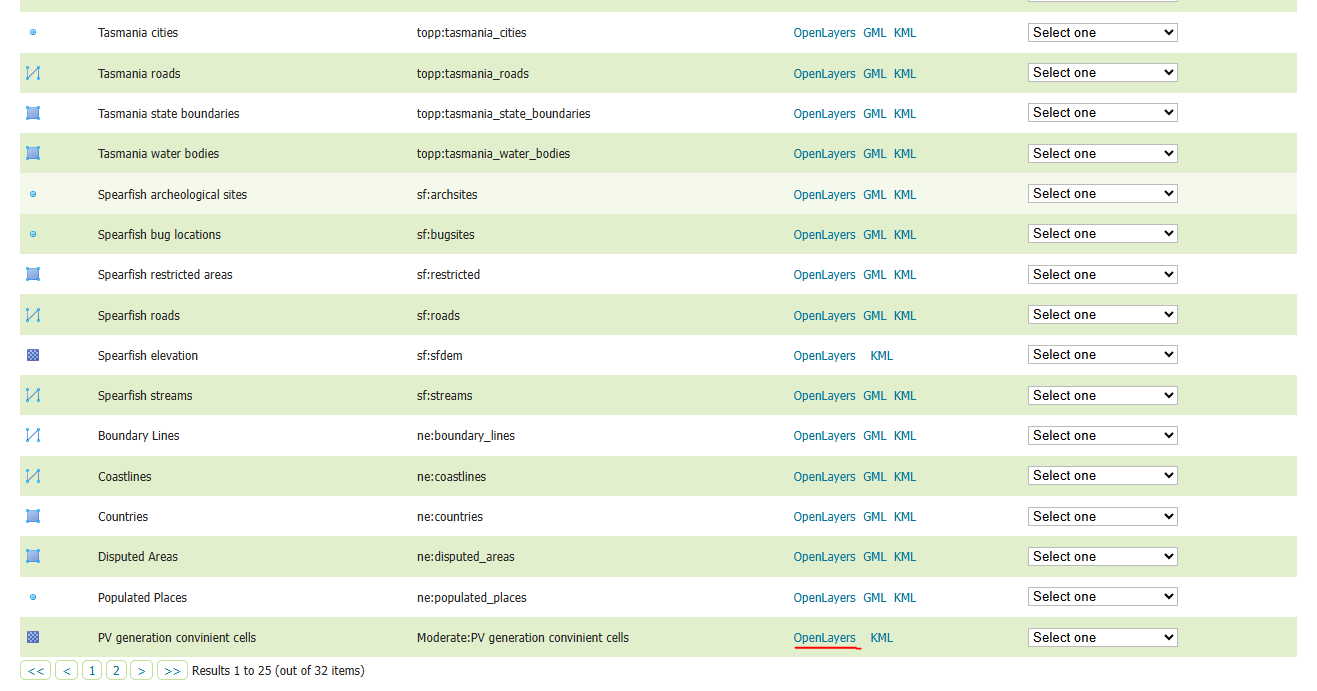 Tasmania cities topp:tasmania_cities OpenLayers GML KML Select one
Tasmania roads topp:tasmania_roads OpenLayers GML KML Select one
Tasmania state boundaries topp:tasmania_state_boundaries OpenLayers GML KML Select one
Tasmania water bodies topp:tasmania_water_bodies OpenLayers GML KML Select one
Spearfish archeological sites sf:archsites OpenLayers GML KML Select one
Spearfish bug locations sf:bugsites OpenLayers GML KML Select one
Spearfish restricted areas sf:restricted OpenLayers GML KML Select one
Spearfish roads sf:roads OpenLayers GML KML Select one
Spearfish elevation sf:sfdem OpenLayers KML Select one
Spearfish streams sf:streams OpenLayers GML KML Select one
Boundary Lines ne:boundary_lines OpenLayers GML KML Select one
Coastlines ne:coastlines OpenLayers GML KML Select one
Countries ne:countries OpenLayers GML KML Select one
Disputed Areas ne:disputed_areas OpenLayers GML KML Select one
Populated Places ne:populated_places OpenLayers GML KML Select one
PV generation convinient cells Moderate:PV generation convinient cells OpenLayers KML Select one
<< < 1 2 > >> Results 1 to 25 (out of 32 items)